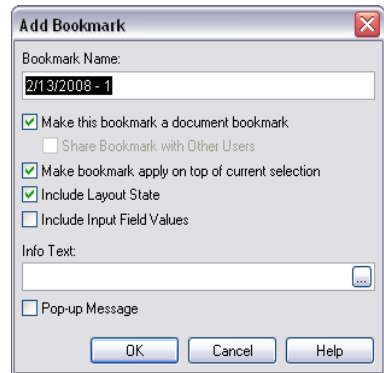 Add Bookmark
Bookmark Name:
2/13/2008 - 1
Make this bookmark a document bookmark
Share Bookmark with Other Users
Make bookmark apply on top of current selection
Include Layout State
Include Input Field Values
Info Text:
...
Pop-up Message
OK Cancel Help